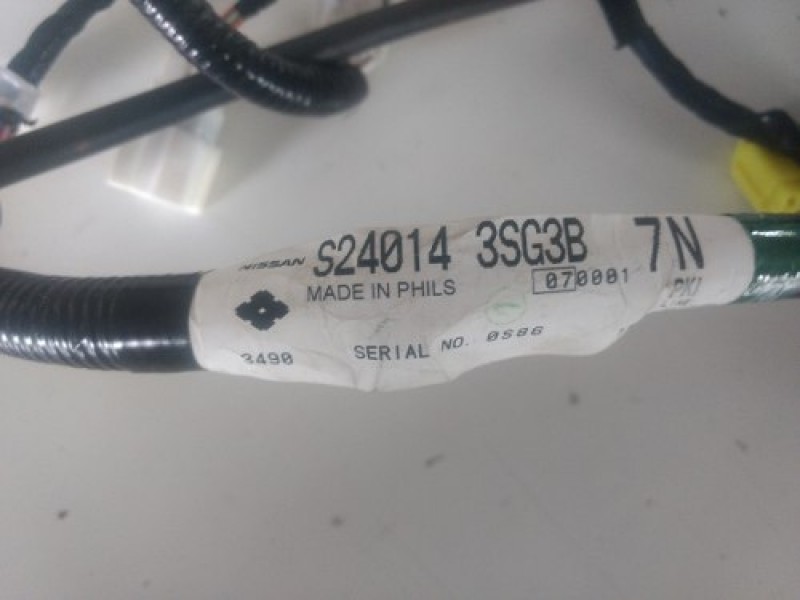 NISSAN S24014 3SG3B 7N
MADE IN PHILS 070001
3490 SERIAL NO. 0S86